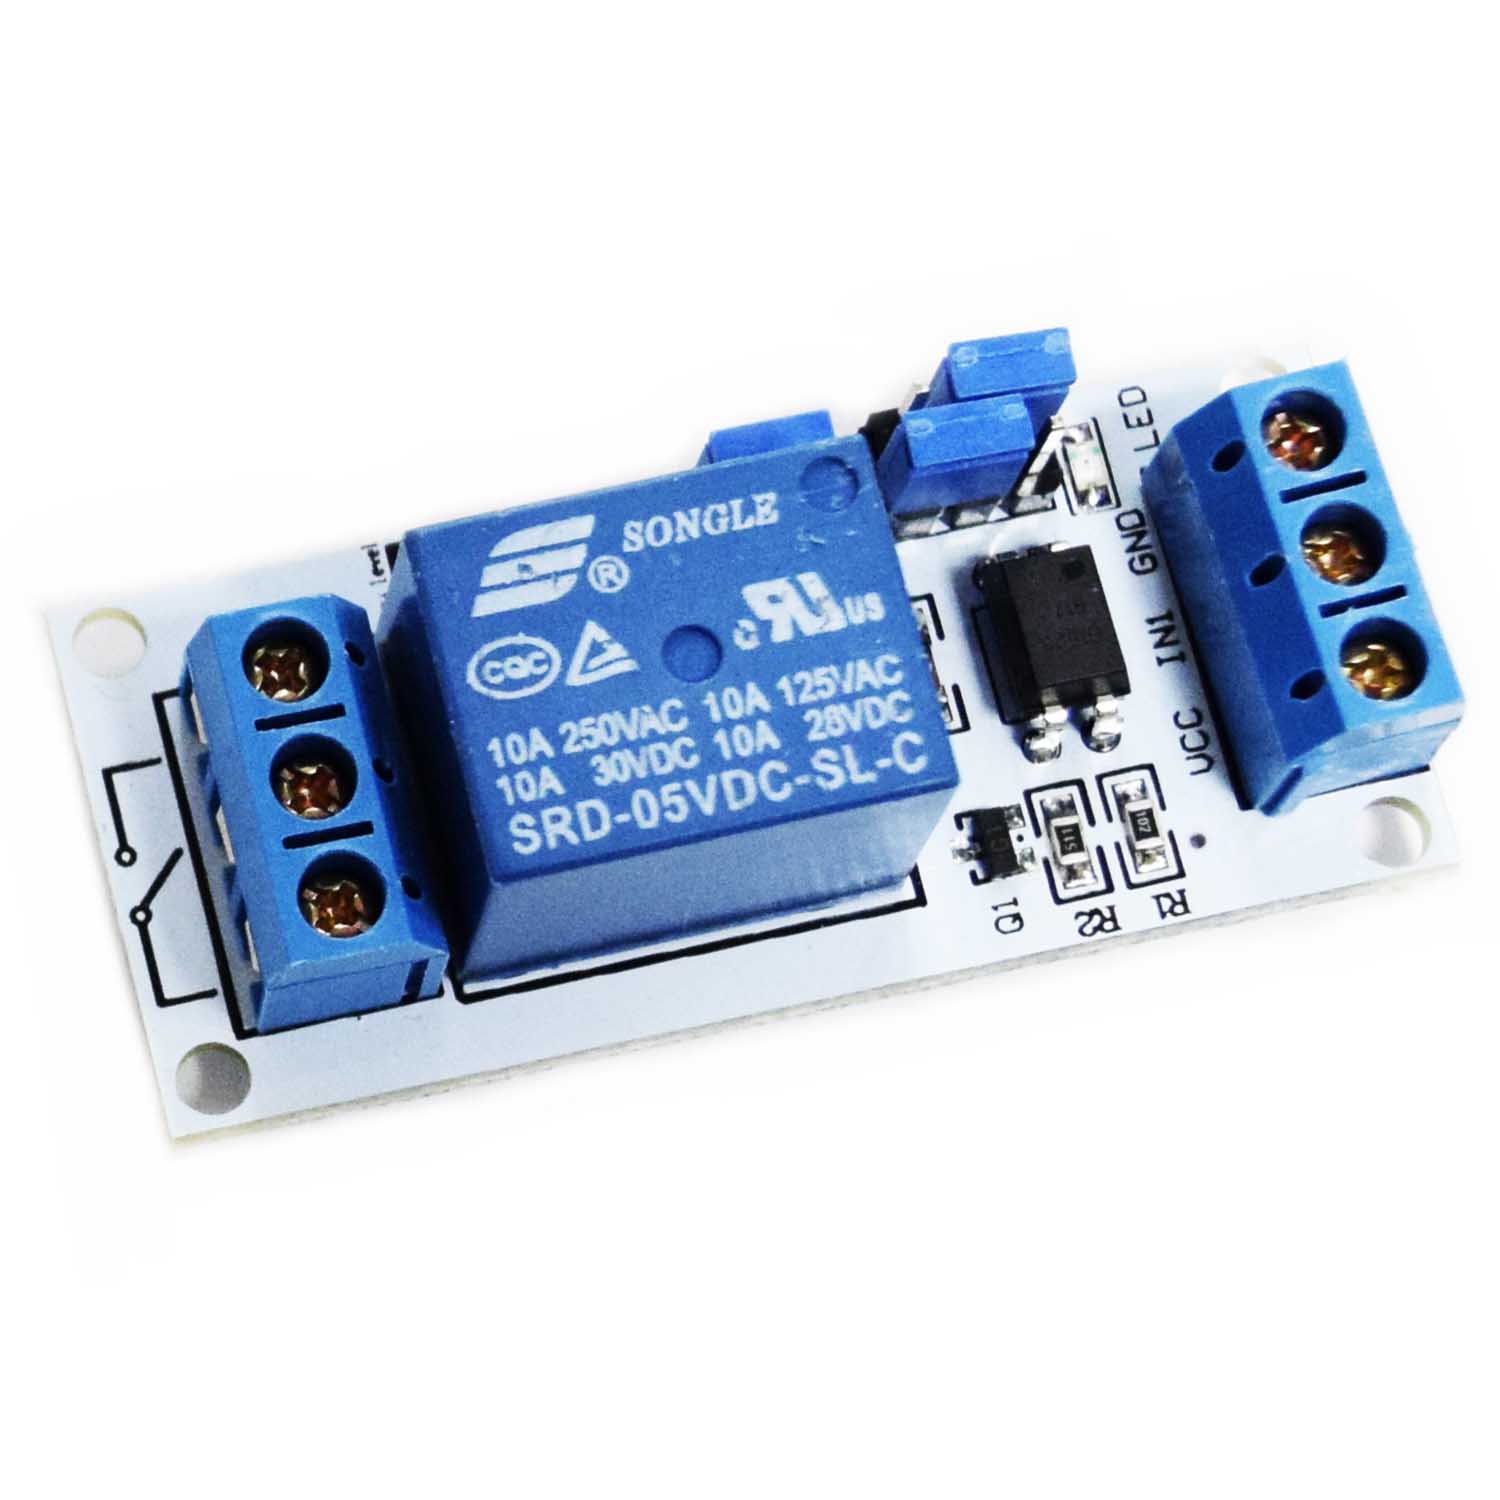 SONGLE
®
c RU us
CQC
10A 250VAC 10A 125VAC
10A 30VDC 10A 28VDC
SRD-05VDC-SL-C
LED
GND
IN1
VCC
102
R1
R2
Q1